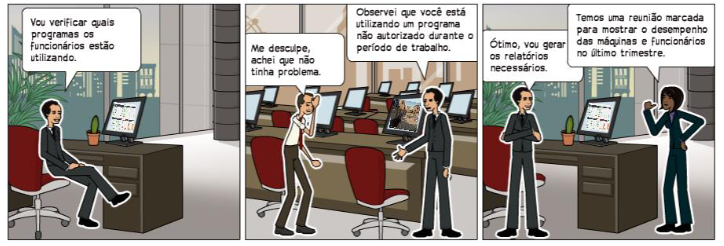 Vou verificar quais
programas os
funcionários estão
utilizando.
Me desculpe,
achei que não
tinha problema.
Observei que você está
utilizando um programa
não autorizado durante o
período de trabalho.
Ótimo, vou gerar
os relatórios
necessários.
Temos uma reunião marcada
para mostrar o desempenho
das máquinas e funcionários
no último trimestre.